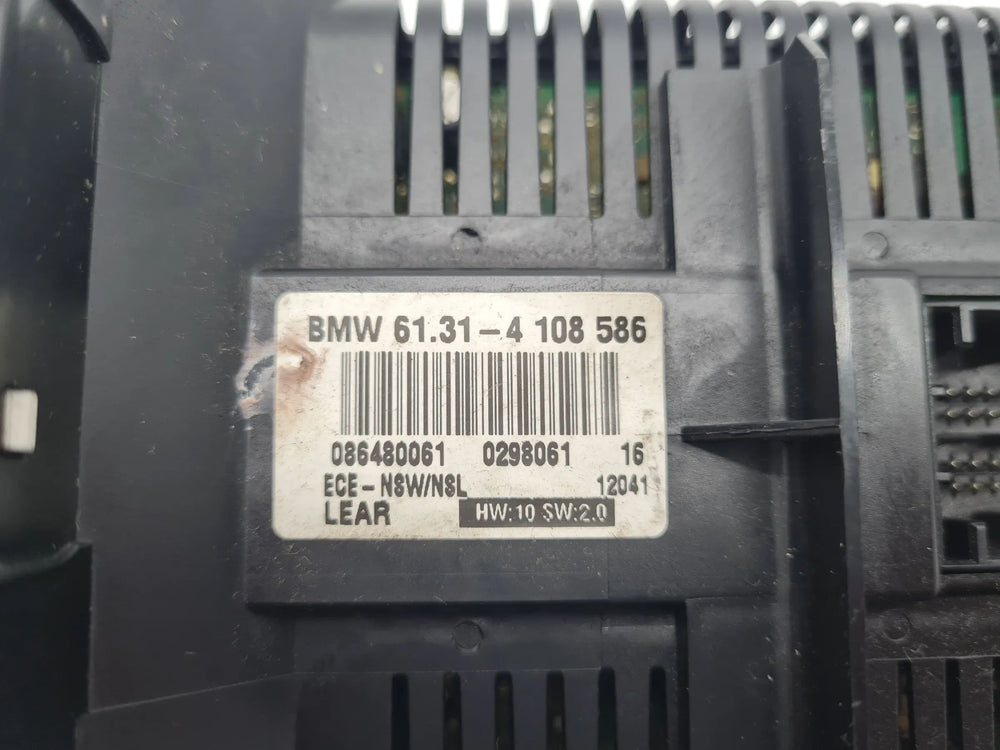 BMW 61.31-4 108 586
086480061 0298061 16
ECE-NSW/NSL 12041
LEAR HW:10 SW:2.0